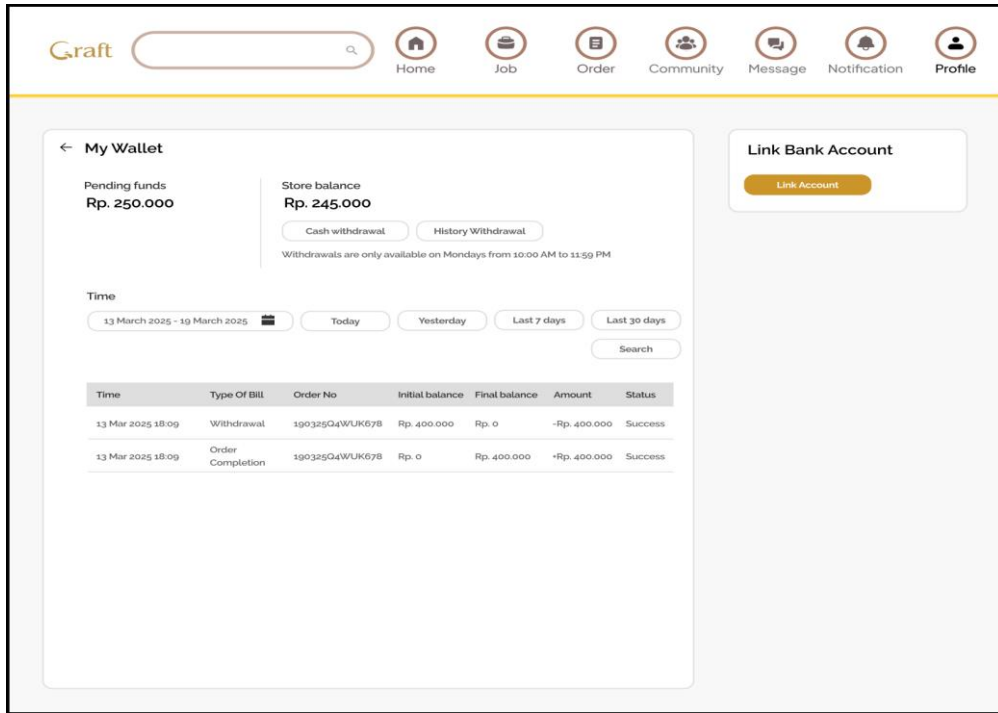 Graft
Home Job Order Community Message Notification Profile
← My Wallet
Pending funds
Rp. 250.000
Store balance
Rp. 245.000
Cash withdrawal History Withdrawal
Withdrawals are only available on Mondays from 10:00 AM to 11:59 PM
Link Bank Account
Link Account
Time
13 March 2025 - 19 March 2025 Today Yesterday Last 7 days Last 30 days
Search
Time Type Of Bill Order No Initial balance Final balance Amount Status
13 Mar 2025 18:09 Withdrawal 190325Q4WUK678 Rp. 400.000 Rp. 0 -Rp. 400.000 Success
13 Mar 2025 18:09 Order Completion 190325Q4WUK678 Rp. 0 Rp. 400.000 +Rp. 400.000 Success